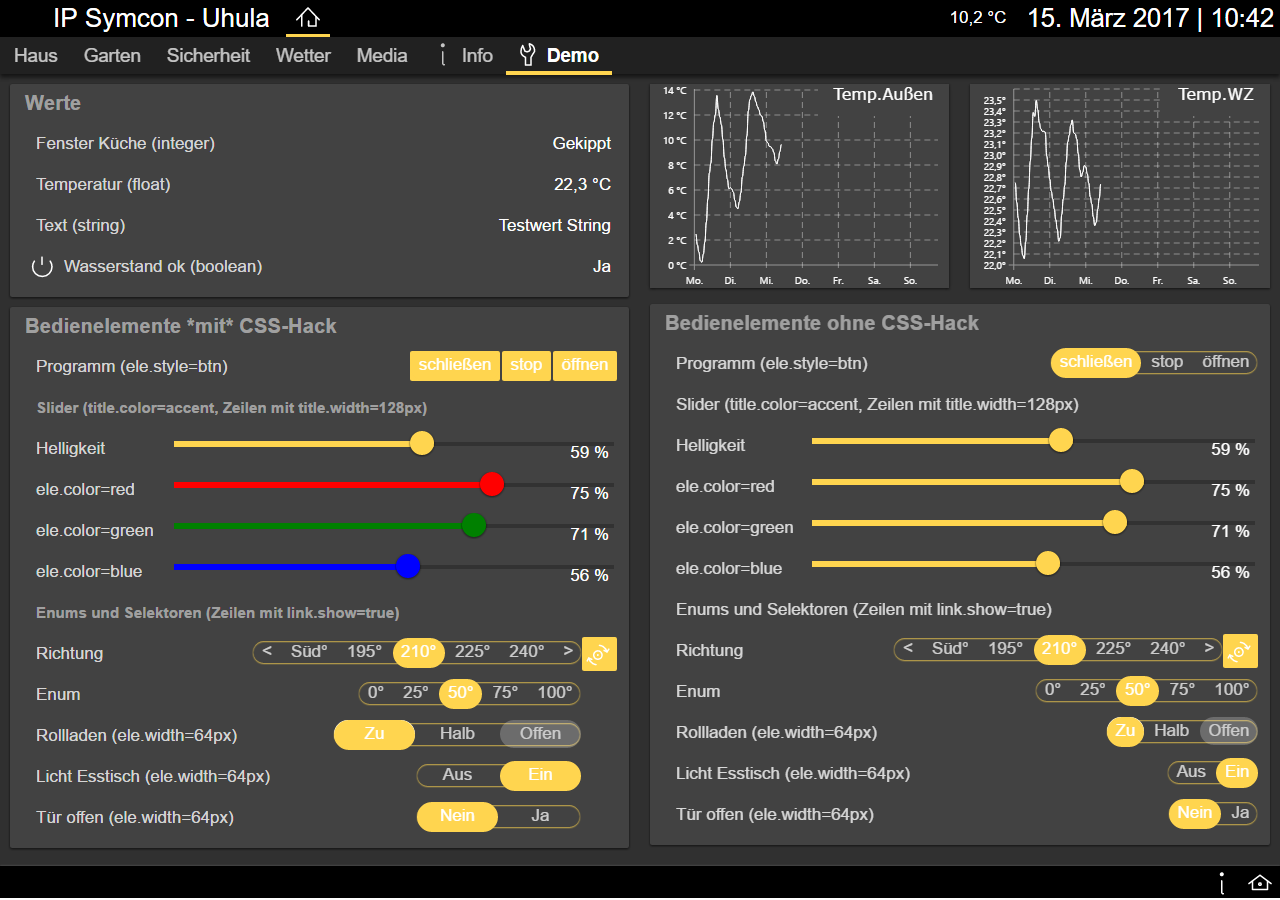 IP Symcon - Uhula
10,2 °C 15. März 2017 | 10:42
Haus Garten Sicherheit Wetter Media Info Demo
Werte
Fenster Küche (integer) Gekippt
Temperatur (float) 22,3 °C
Text (string) Testwert String
Wasserstand ok (boolean) Ja
Temp.Außen
14 °C
12 °C
10 °C
8 °C
6 °C
4 °C
2 °C
0 °C
Mo. Di. Mi. Do. Fr. Sa. So.
Temp.WZ
23,5°
23,4°
23,3°
23,2°
23,1°
23,0°
22,9°
22,8°
22,7°
22,6°
22,5°
22,4°
22,3°
22,2°
22,1°
22,0°
Mo. Di. Mi. Do. Fr. Sa. So.
Bedienelemente *mit* CSS-Hack
Programm (ele.style=btn) schließen stop öffnen
Slider (title.color=accent, Zeilen mit title.width=128px)
Helligkeit 59 %
ele.color=red 75 %
ele.color=green 71 %
ele.color=blue 56 %
Enums und Selektoren (Zeilen mit link.show=true)
Richtung < Süd° 195° 210° 225° 240° >
Enum 0° 25° 50° 75° 100°
Rollladen (ele.width=64px) Zu Halb Offen
Licht Esstisch (ele.width=64px) Aus Ein
Tür offen (ele.width=64px) Nein Ja
Bedienelemente ohne CSS-Hack
Programm (ele.style=btn) schließen stop öffnen
Slider (title.color=accent, Zeilen mit title.width=128px)
Helligkeit 59 %
ele.color=red 75 %
ele.color=green 71 %
ele.color=blue 56 %
Enums und Selektoren (Zeilen mit link.show=true)
Richtung < Süd° 195° 210° 225° 240° >
Enum 0° 25° 50° 75° 100°
Rollladen (ele.width=64px) Zu Halb Offen
Licht Esstisch (ele.width=64px) Aus Ein
Tür offen (ele.width=64px) Nein Ja